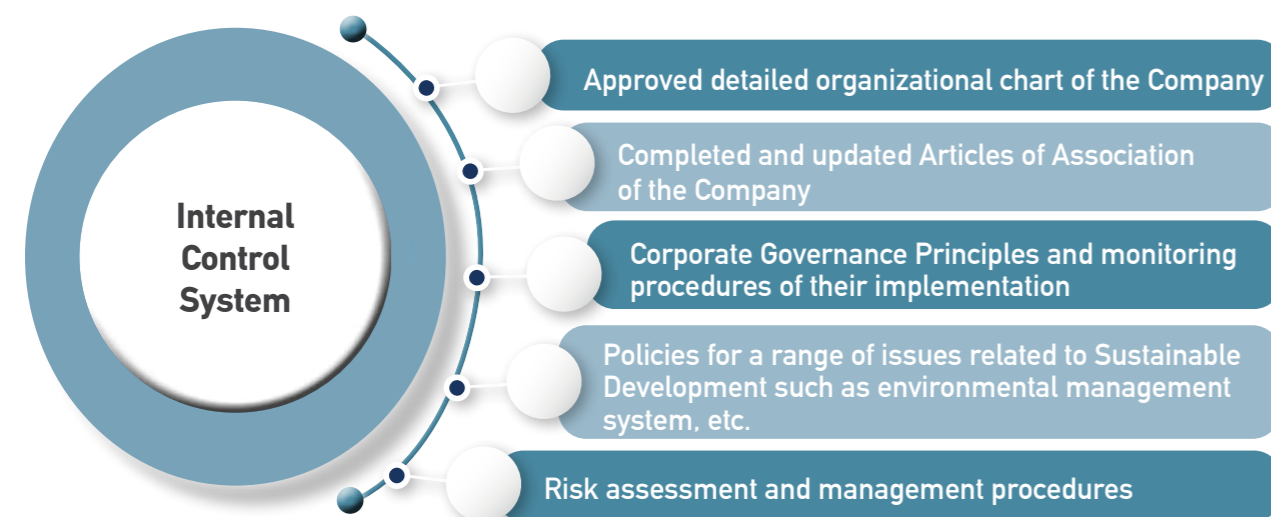 Internal
Control
System
Approved detailed organizational chart of the Company
Completed and updated Articles of Association
of the Company
Corporate Governance Principles and monitoring
procedures of their implementation
Policies for a range of issues related to Sustainable
Development such as environmental management
system, etc.
Risk assessment and management procedures